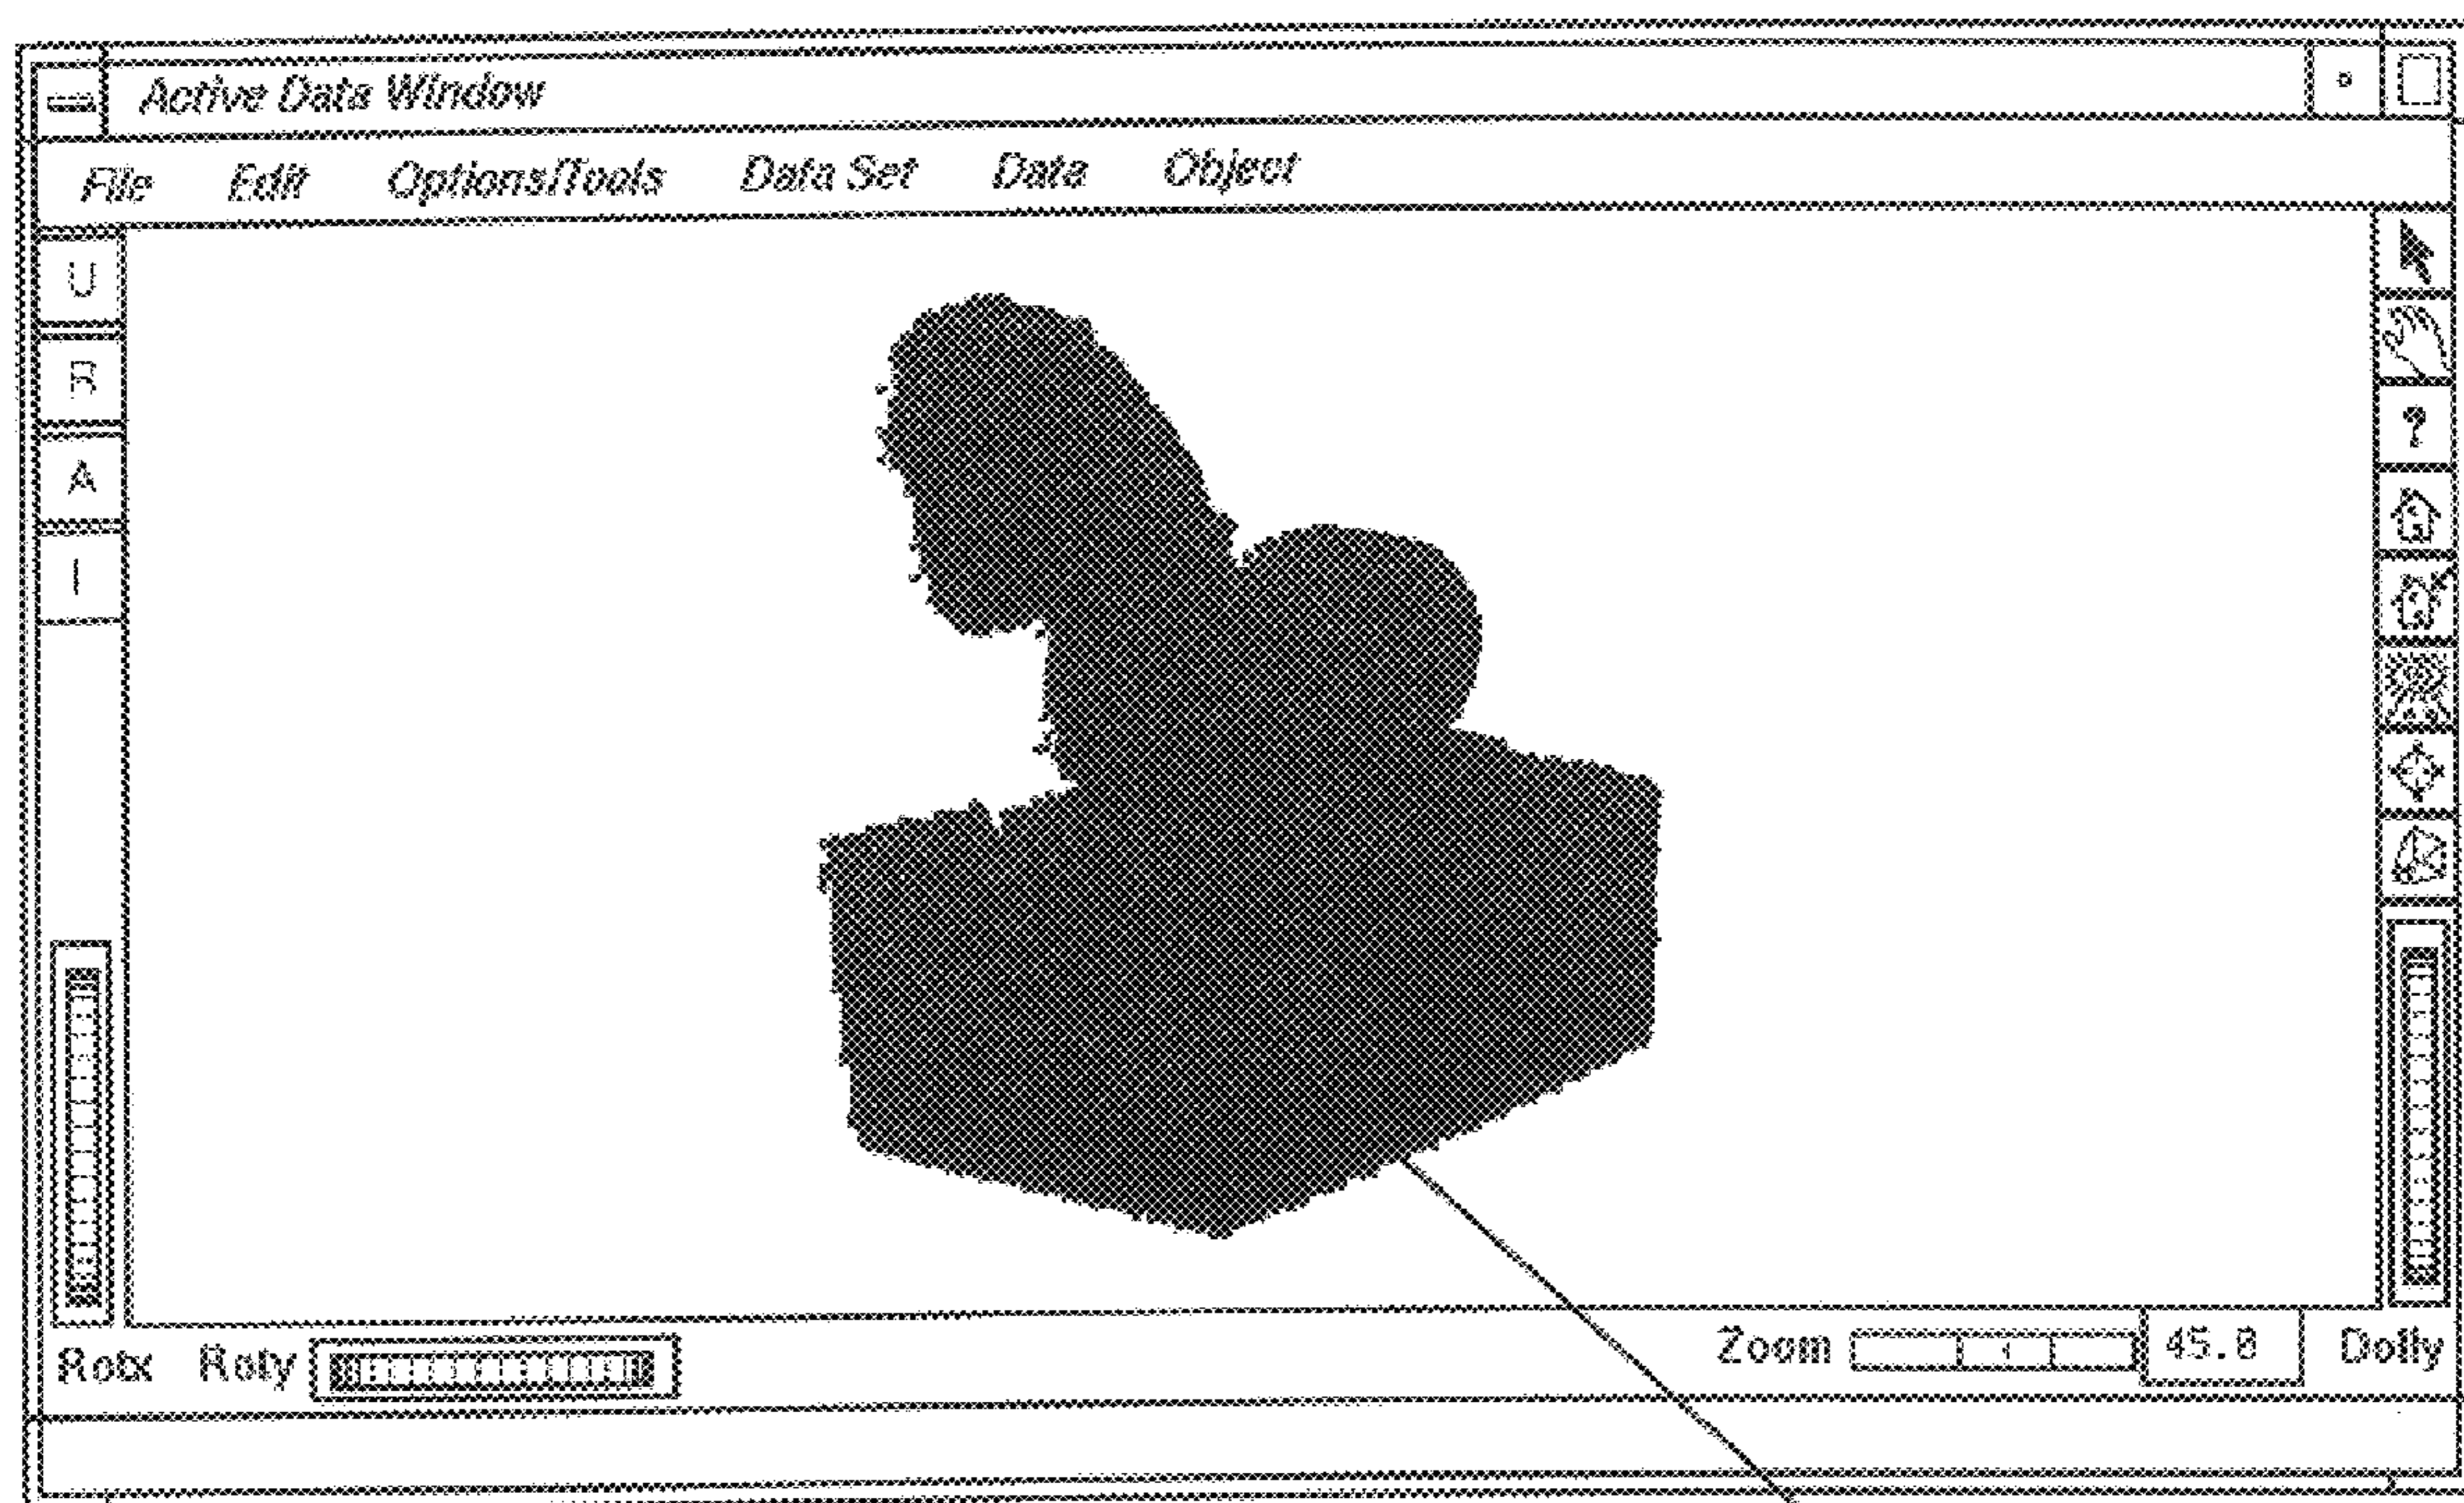 Active Data Window
File Edit Options/Tools Data Set Data Object
U
R
A
I
?
Rotx Roty Zoom 45.0 Dolly